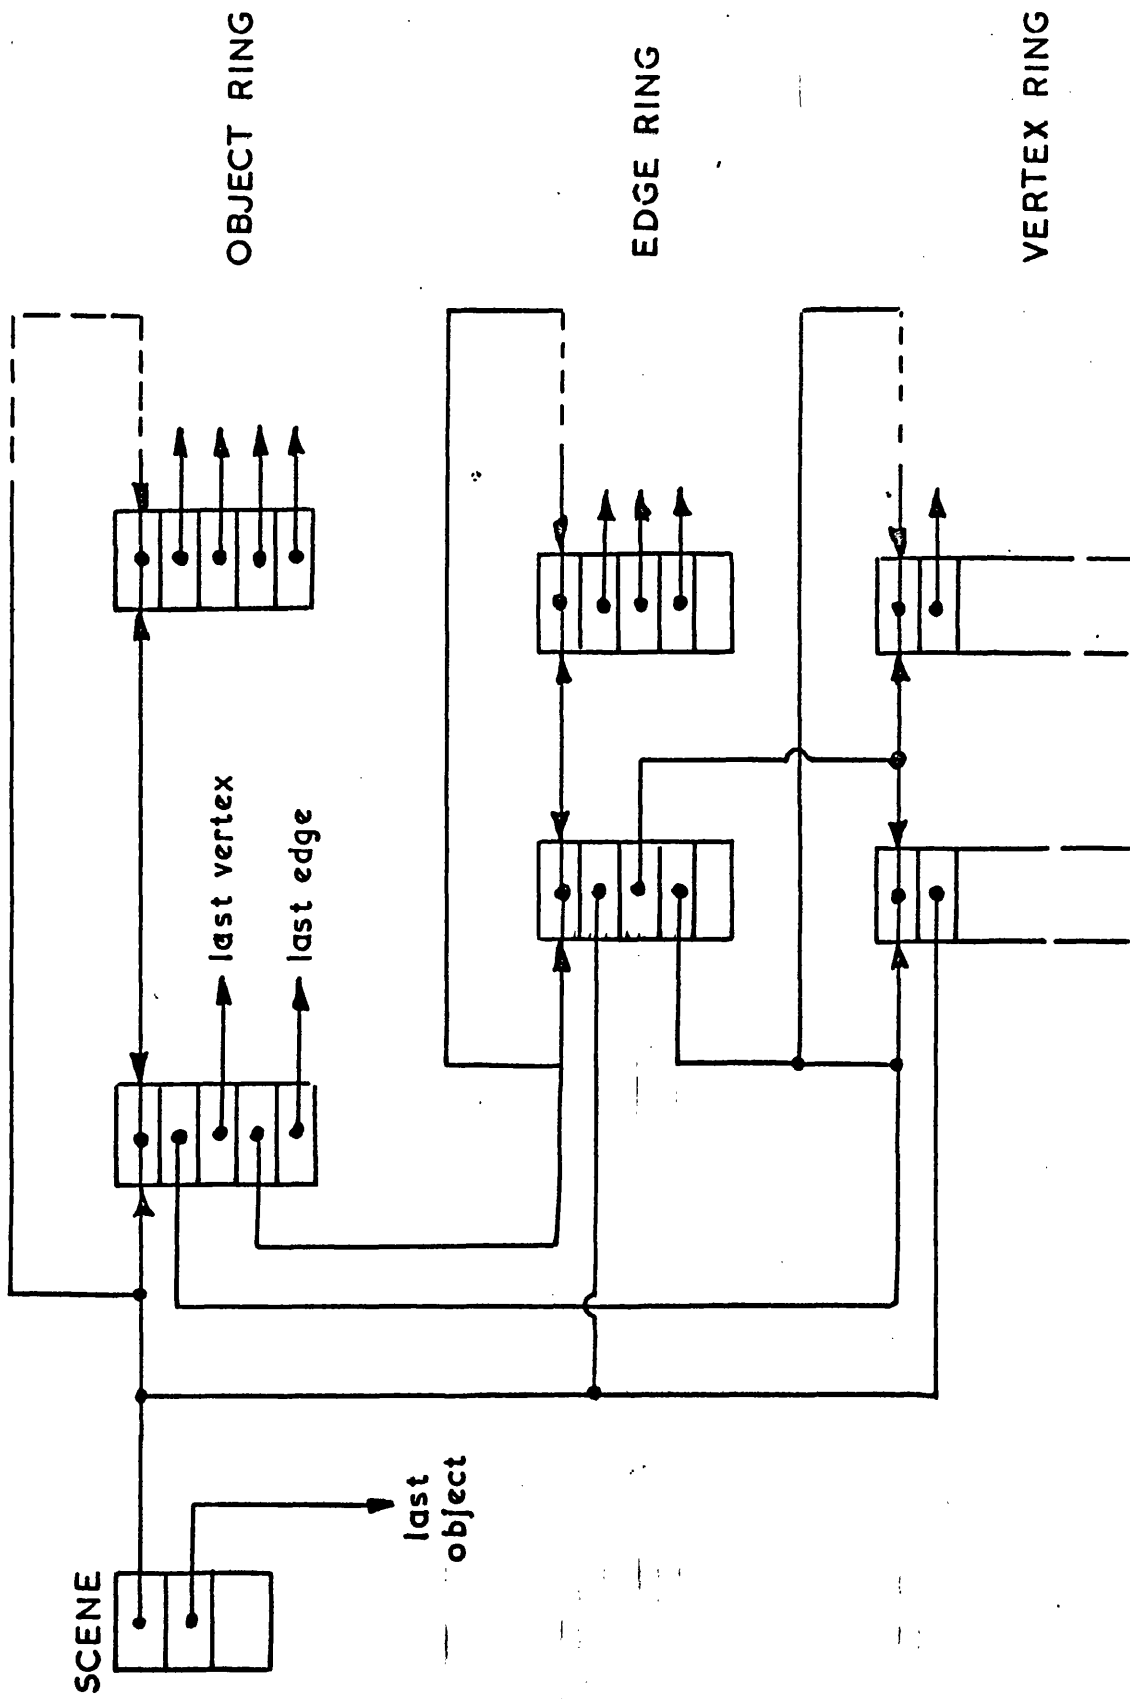 SCENE
last
object
last vertex
last edge
OBJECT RING
EDGE RING
VERTEX RING